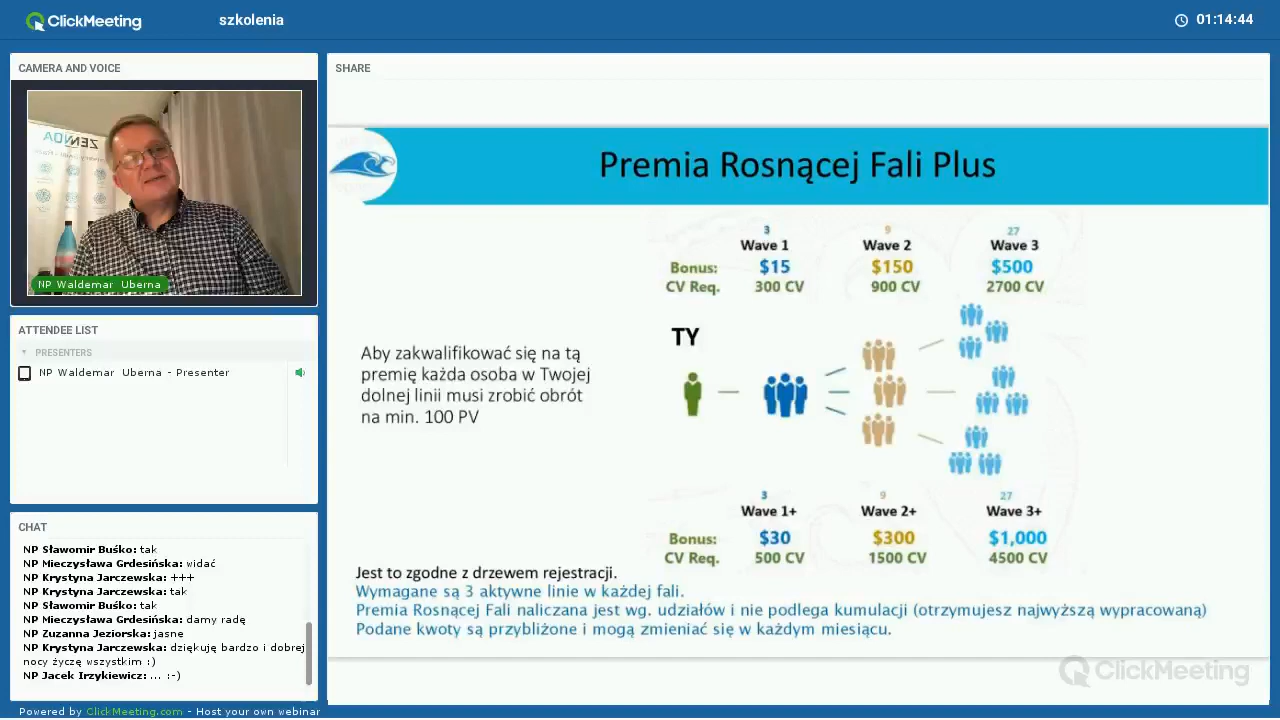 ClickMeeting
szkolenia
01:14:44
CAMERA AND VOICE
ZENNOA
NP Waldemar Uberna
ATTENDEE LIST
PRESENTERS
NP Waldemar Uberna - Presenter
CHAT
NP Sławomir Buśko: tak
NP Mieczysława Grdesińska: widać
NP Krystyna Jarczewska: +++
NP Krystyna Jarczewska: tak
NP Sławomir Buśko: tak
NP Mieczysława Grdesińska: damy radę
NP Zuzanna Jeziorska: jasne
NP Krystyna Jarczewska: dziękuję bardzo i dobrej
nocy życzę wszystkim :)
NP Jacek Irzykiewicz: ... :-)
Powered by ClickMeeting.com - Host your own webinar
SHARE
Premia Rosnącej Fali Plus
3 9 27
Wave 1 Wave 2 Wave 3
Bonus: $15 $150 $500
CV Req. 300 CV 900 CV 2700 CV
TY
Aby zakwalifikować się na tą
premię każda osoba w Twojej
dolnej linii musi zrobić obrót
na min. 100 PV
3 9 27
Wave 1+ Wave 2+ Wave 3+
Bonus: $30 $300 $1,000
CV Req. 500 CV 1500 CV 4500 CV
Jest to zgodne z drzewem rejestracji.
Wymagane są 3 aktywne linie w każdej fali.
Premia Rosnącej Fali naliczana jest wg. udziałów i nie podlega kumulacji (otrzymujesz najwyższą wypracowaną)
Podane kwoty są przybliżone i mogą zmieniać się w każdym miesiącu.
ClickMeeting